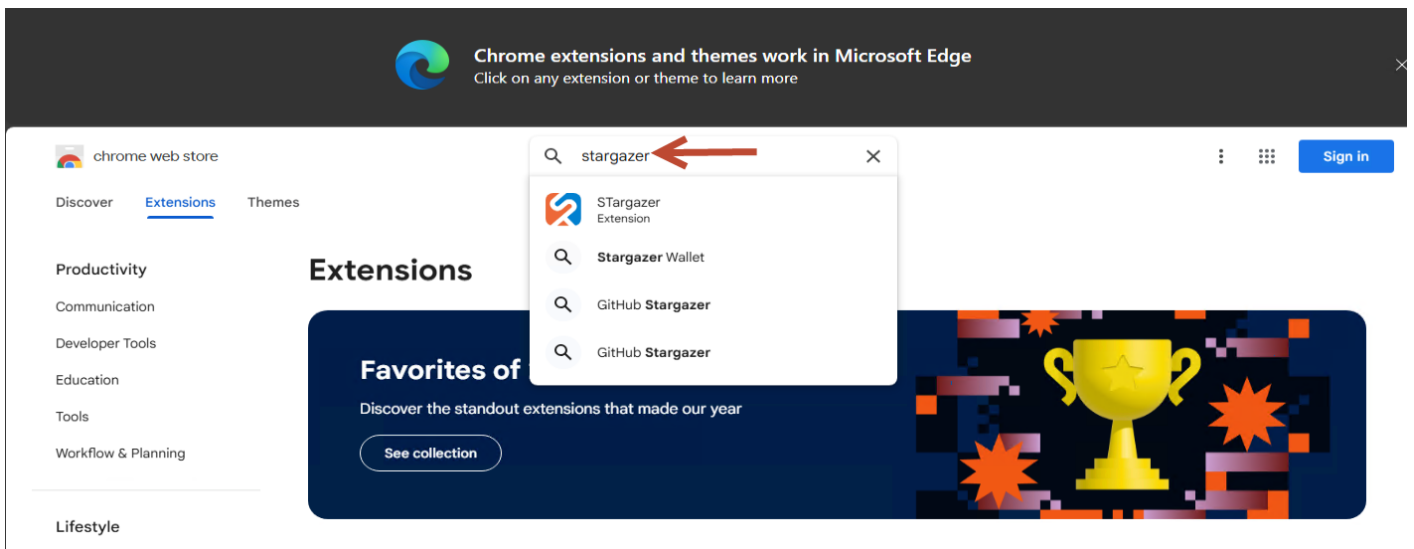 Chrome extensions and themes work in Microsoft Edge
Click on any extension or theme to learn more
chrome web store
stargazer
Sign in
Discover
Extensions
Themes
STargazer
Extension
Stargazer Wallet
GitHub Stargazer
GitHub Stargazer
Productivity
Communication
Developer Tools
Education
Tools
Workflow & Planning
Lifestyle
Extensions
Favorites of
Discover the standout extensions that made our year
See collection